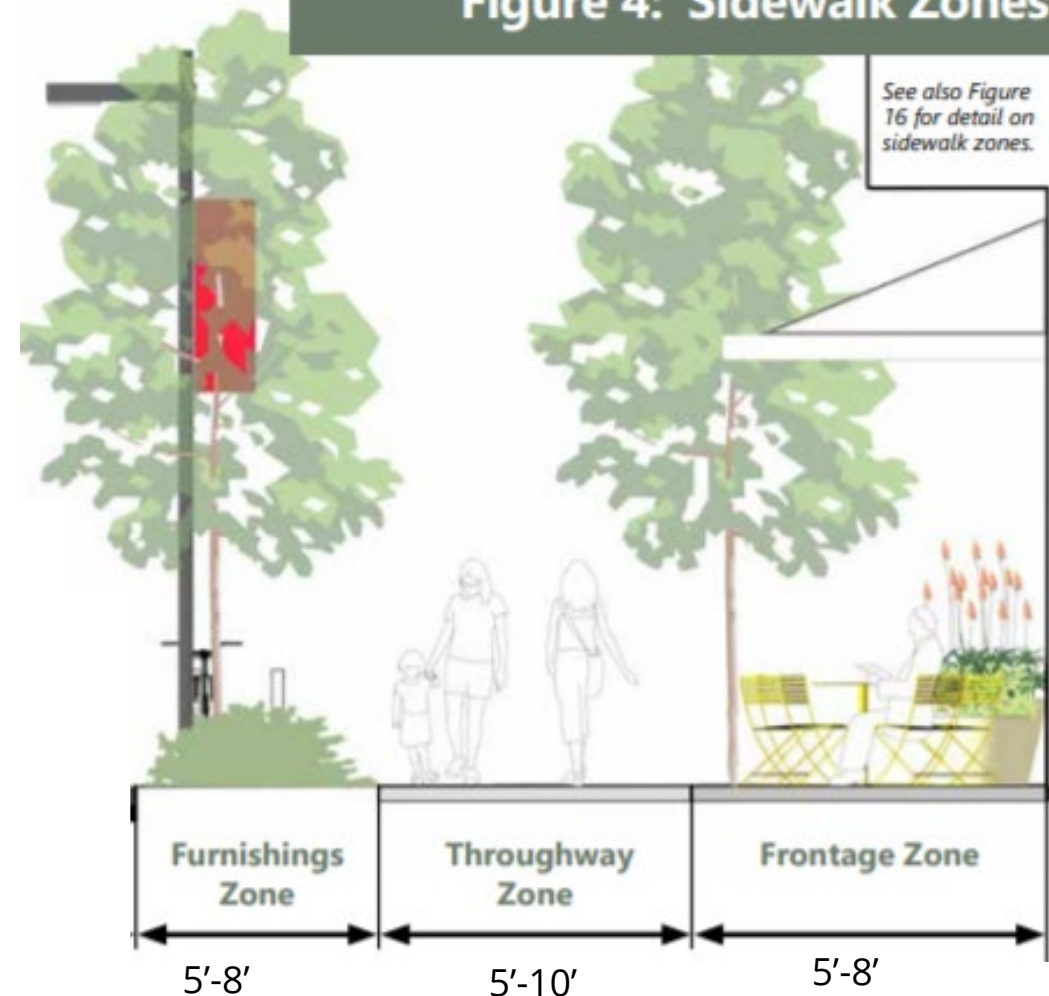 Figure 4: Sidewalk Zones
See also Figure
16 for detail on
sidewalk zones.
Furnishings
Zone
Throughway
Zone
Frontage Zone
5’-8’
5’-10’
5’-8’